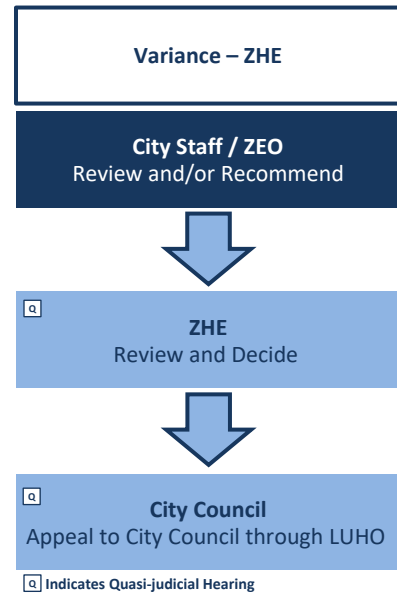 Variance – ZHE
City Staff / ZEO
Review and/or Recommend
Q
ZHE
Review and Decide
Q
City Council
Appeal to City Council through LUHO
Q Indicates Quasi-judicial Hearing